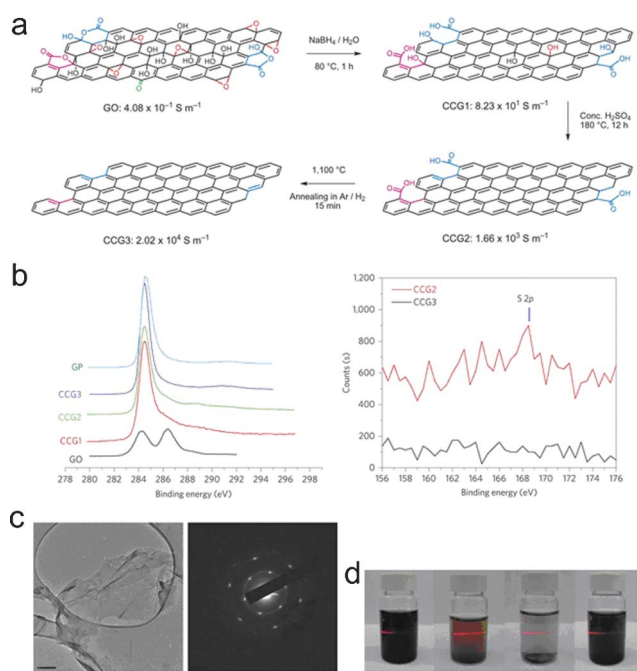 a
GO: 4.08 x 10⁻¹ S m⁻¹
NaBH₄ / H₂O
80 °C, 1 h
CCG1: 8.23 x 10¹ S m⁻¹
Conc. H₂SO₄
180 °C, 12 h
CCG2: 1.66 x 10³ S m⁻¹
1,100 °C
Annealing in Ar / H₂
15 min
CCG3: 2.02 x 10⁴ S m⁻¹
b
GP
CCG3
CCG2
CCG1
GO
278 280 282 284 286 288 290 292 294 296 298
Binding energy (eV)
CCG2
CCG3
S 2p
1,000
800
600
400
200
0
1,200
Counts (s)
156 158 160 162 164 166 168 170 172 174 176
Binding energy (eV)
c
d